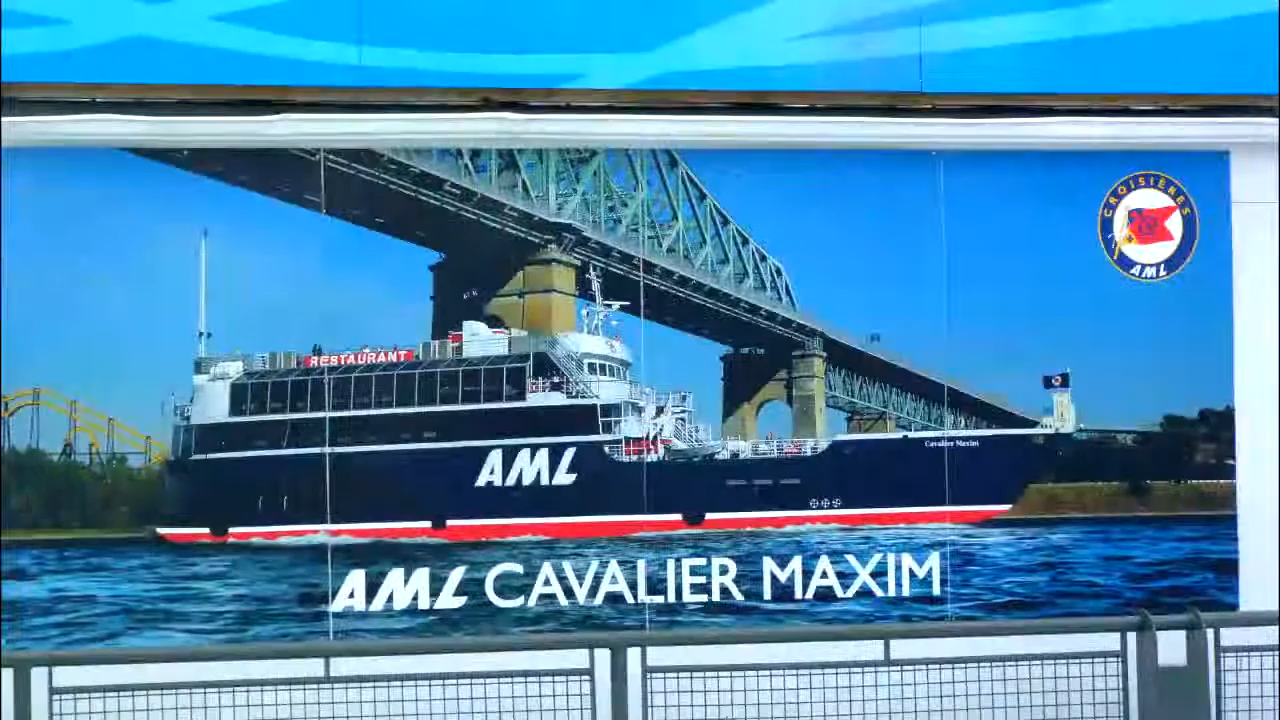 CROISIÈRES
AML
RESTAURANT
Cavalier Maxim
AML
AML CAVALIER MAXIM